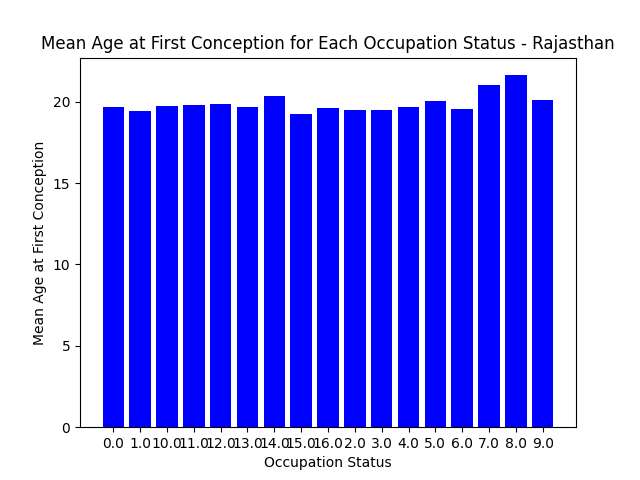 Mean Age at First Conception for Each Occupation Status - Rajasthan
Mean Age at First Conception
20
15
10
5
0
0.0 1.0 10.0 11.0 12.0 13.0 14.0 15.0 16.0 2.0 3.0 4.0 5.0 6.0 7.0 8.0 9.0
Occupation Status